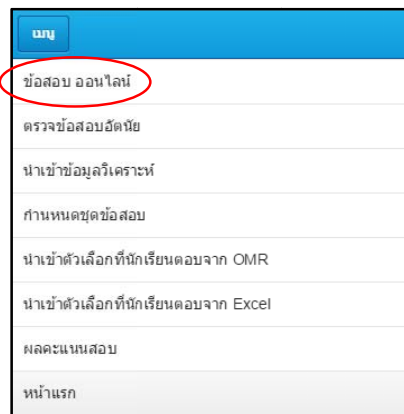 เมนู
ข้อสอบ ออนไลน์
ตรวจข้อสอบอัตนัย
นำเข้าข้อมูลวิเคราะห์
กำหนดชุดข้อสอบ
นำเข้าตัวเลือกที่นักเรียนตอบจาก OMR
นำเข้าตัวเลือกที่นักเรียนตอบจาก Excel
ผลคะแนนสอบ
หน้าแรก